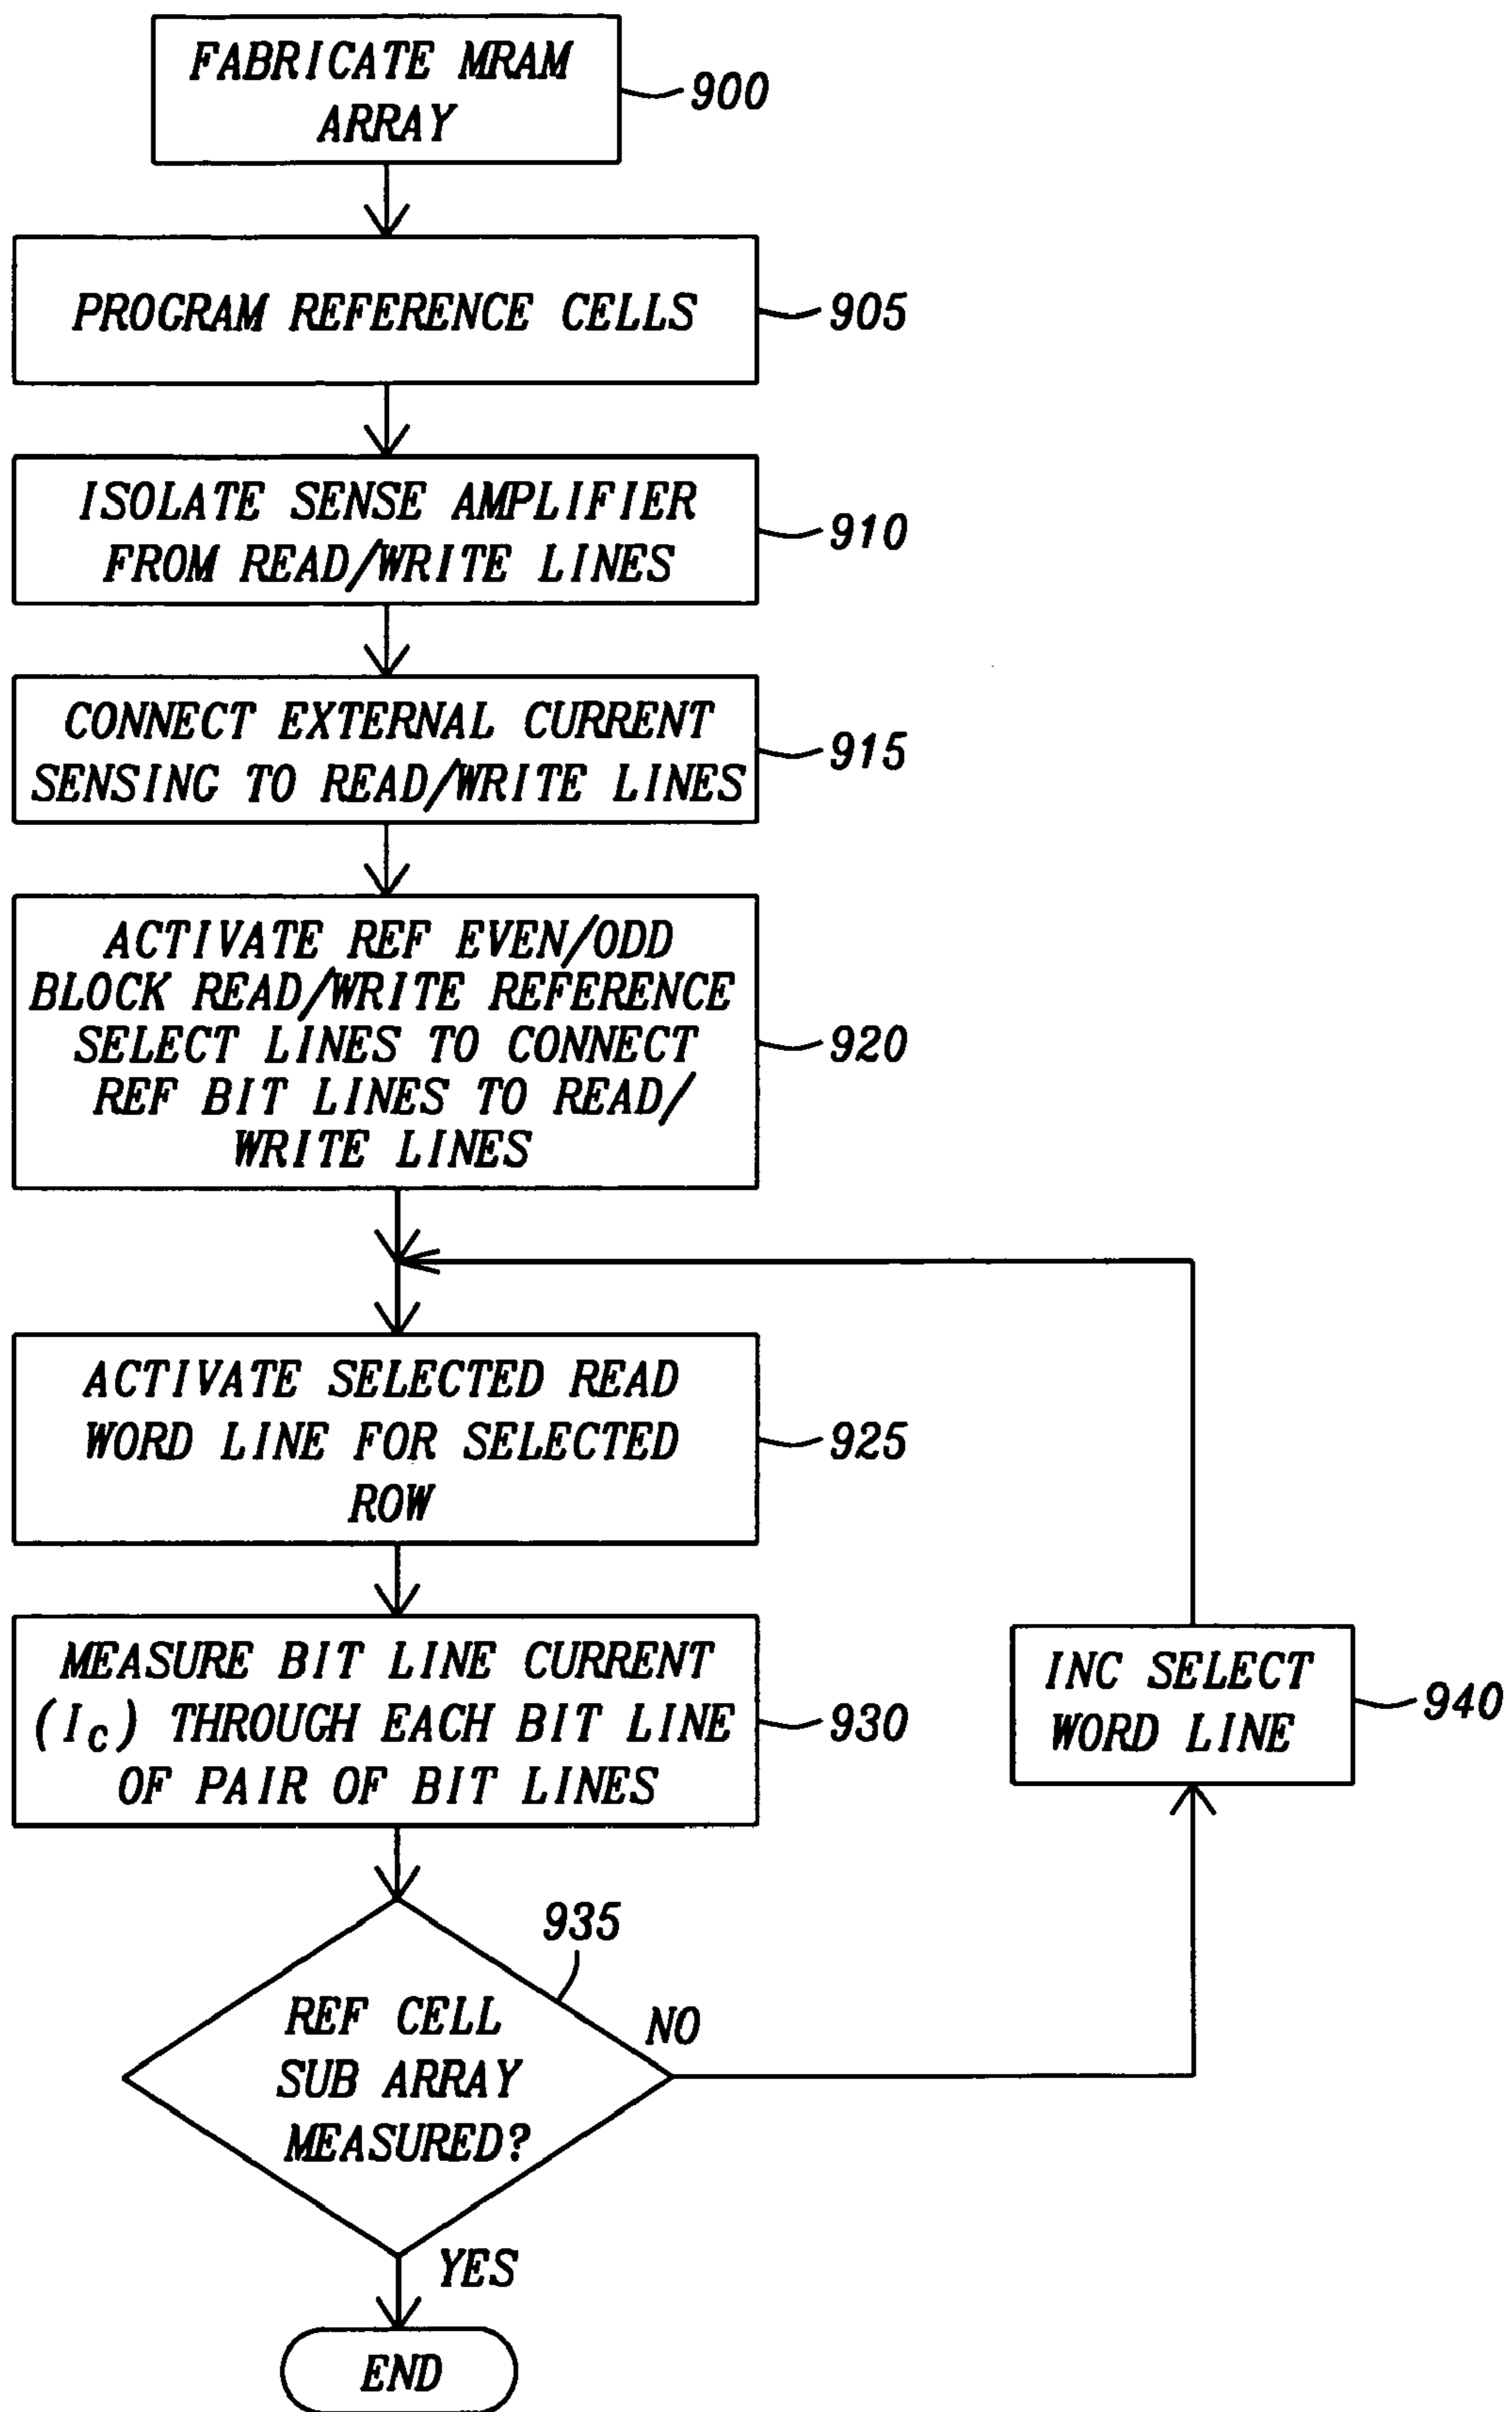 FABRICATE MRAM
ARRAY
900
PROGRAM REFERENCE CELLS
905
ISOLATE SENSE AMPLIFIER
FROM READ/WRITE LINES
910
CONNECT EXTERNAL CURRENT
SENSING TO READ/WRITE LINES
915
ACTIVATE REF EVEN/ODD
BLOCK READ/WRITE REFERENCE
SELECT LINES TO CONNECT
REF BIT LINES TO READ/
WRITE LINES
920
ACTIVATE SELECTED READ
WORD LINE FOR SELECTED
ROW
925
MEASURE BIT LINE CURRENT
(Ic) THROUGH EACH BIT LINE
OF PAIR OF BIT LINES
930
INC SELECT
WORD LINE
940
935
REF CELL
SUB ARRAY
MEASURED?
NO
YES
END